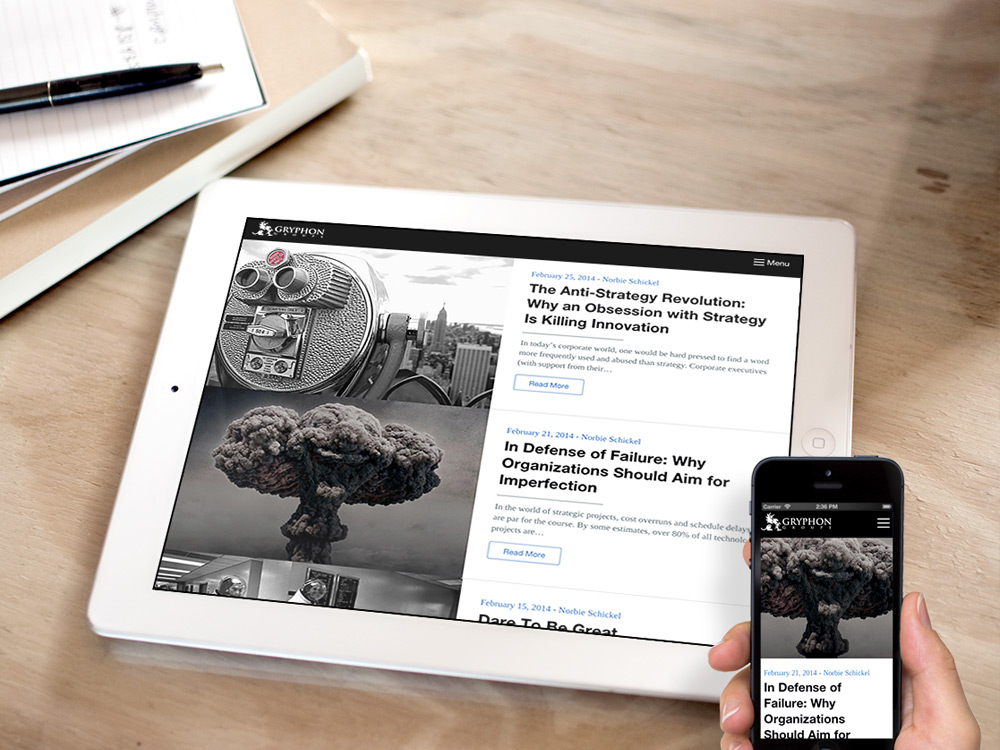 GRYPHON
GROUPE
Menu
February 25, 2014 - Norbie Schickel
The Anti-Strategy Revolution:
Why an Obsession with Strategy
Is Killing Innovation
In today's corporate world, one would be hard pressed to find a word
more frequently used and abused than strategy. Corporate executives
(with support from their…
Read More
February 21, 2014 - Norbie Schickel
In Defense of Failure: Why
Organizations Should Aim for
Imperfection
In the world of strategic projects, cost overruns and schedule delays
are par for the course. By some estimates, over 80% of all
projects are…
Read More
February 15, 2014 - Norbie Schickel
Dare To Be Great
Carrier
2:36 PM
GRYPHON
GROUPE
February 21, 2014 - Norbie Schickel
In Defense of
Failure: Why
Organizations
Should Aim for